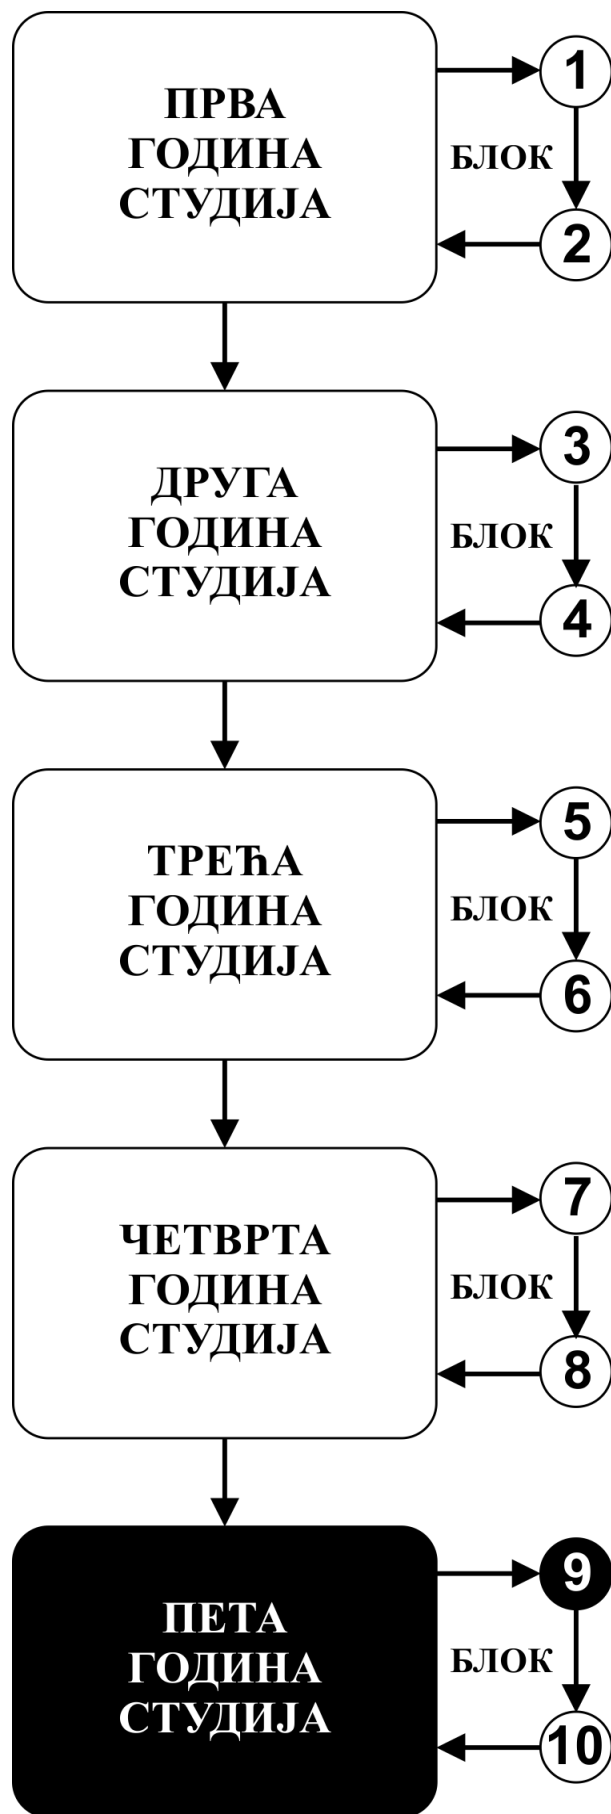 ПРВА
ГОДИНА
СТУДИЈА
1
БЛОК
2
ДРУГА
ГОДИНА
СТУДИЈА
3
БЛОК
4
ТРЕЋА
ГОДИНА
СТУДИЈА
5
БЛОК
6
ЧЕТВРТА
ГОДИНА
СТУДИЈА
7
БЛОК
8
ПЕТА
ГОДИНА
СТУДИЈА
9
БЛОК
10